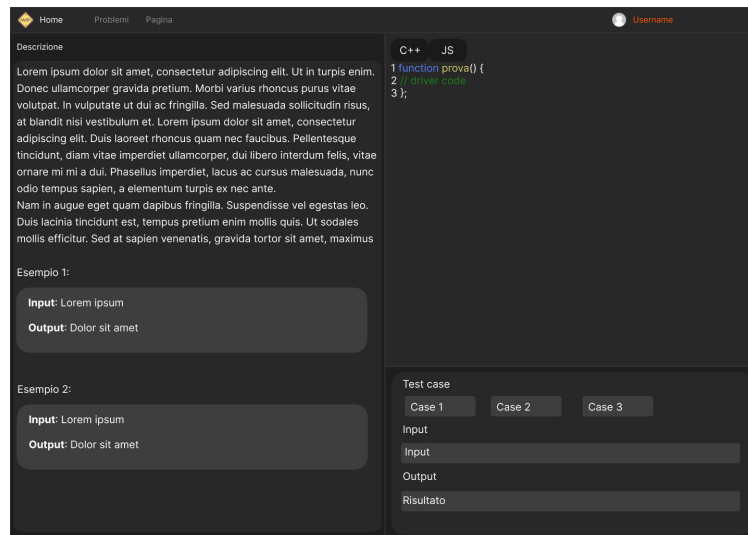 Home Problemi Pagina Username
Descrizione
Lorem ipsum dolor sit amet, consectetur adipiscing elit. Ut in turpis enim.
Donec ullamcorper gravida pretium. Morbi varius rhoncus purus vitae
volutpat. In vulputate ut dui ac fringilla. Sed malesuada sollicitudin risus,
at blandit nisi vestibulum et. Lorem ipsum dolor sit amet, consectetur
adipiscing elit. Duis laoreet rhoncus quam nec faucibus. Pellentesque
tincidunt, diam vitae imperdiet ullamcorper, dui libero interdum felis, vitae
ornare mi mi a dui. Phasellus imperdiet, lacus ac cursus malesuada, nunc
odio tempus sapien, a elementum turpis ex nec ante.
Nam in augue eget quam dapibus fringilla. Suspendisse vel egestas leo.
Duis lacinia tincidunt est, tempus pretium enim mollis quis. Ut sodales
mollis efficitur. Sed at sapien venenatis, gravida tortor sit amet, maximus
Esempio 1:
Input: Lorem ipsum
Output: Dolor sit amet
Esempio 2:
Input: Lorem ipsum
Output: Dolor sit amet
C++ JS
1 function prova() {
2 // driver code
3 };
Test case
Case 1 Case 2 Case 3
Input
Input
Output
Risultato